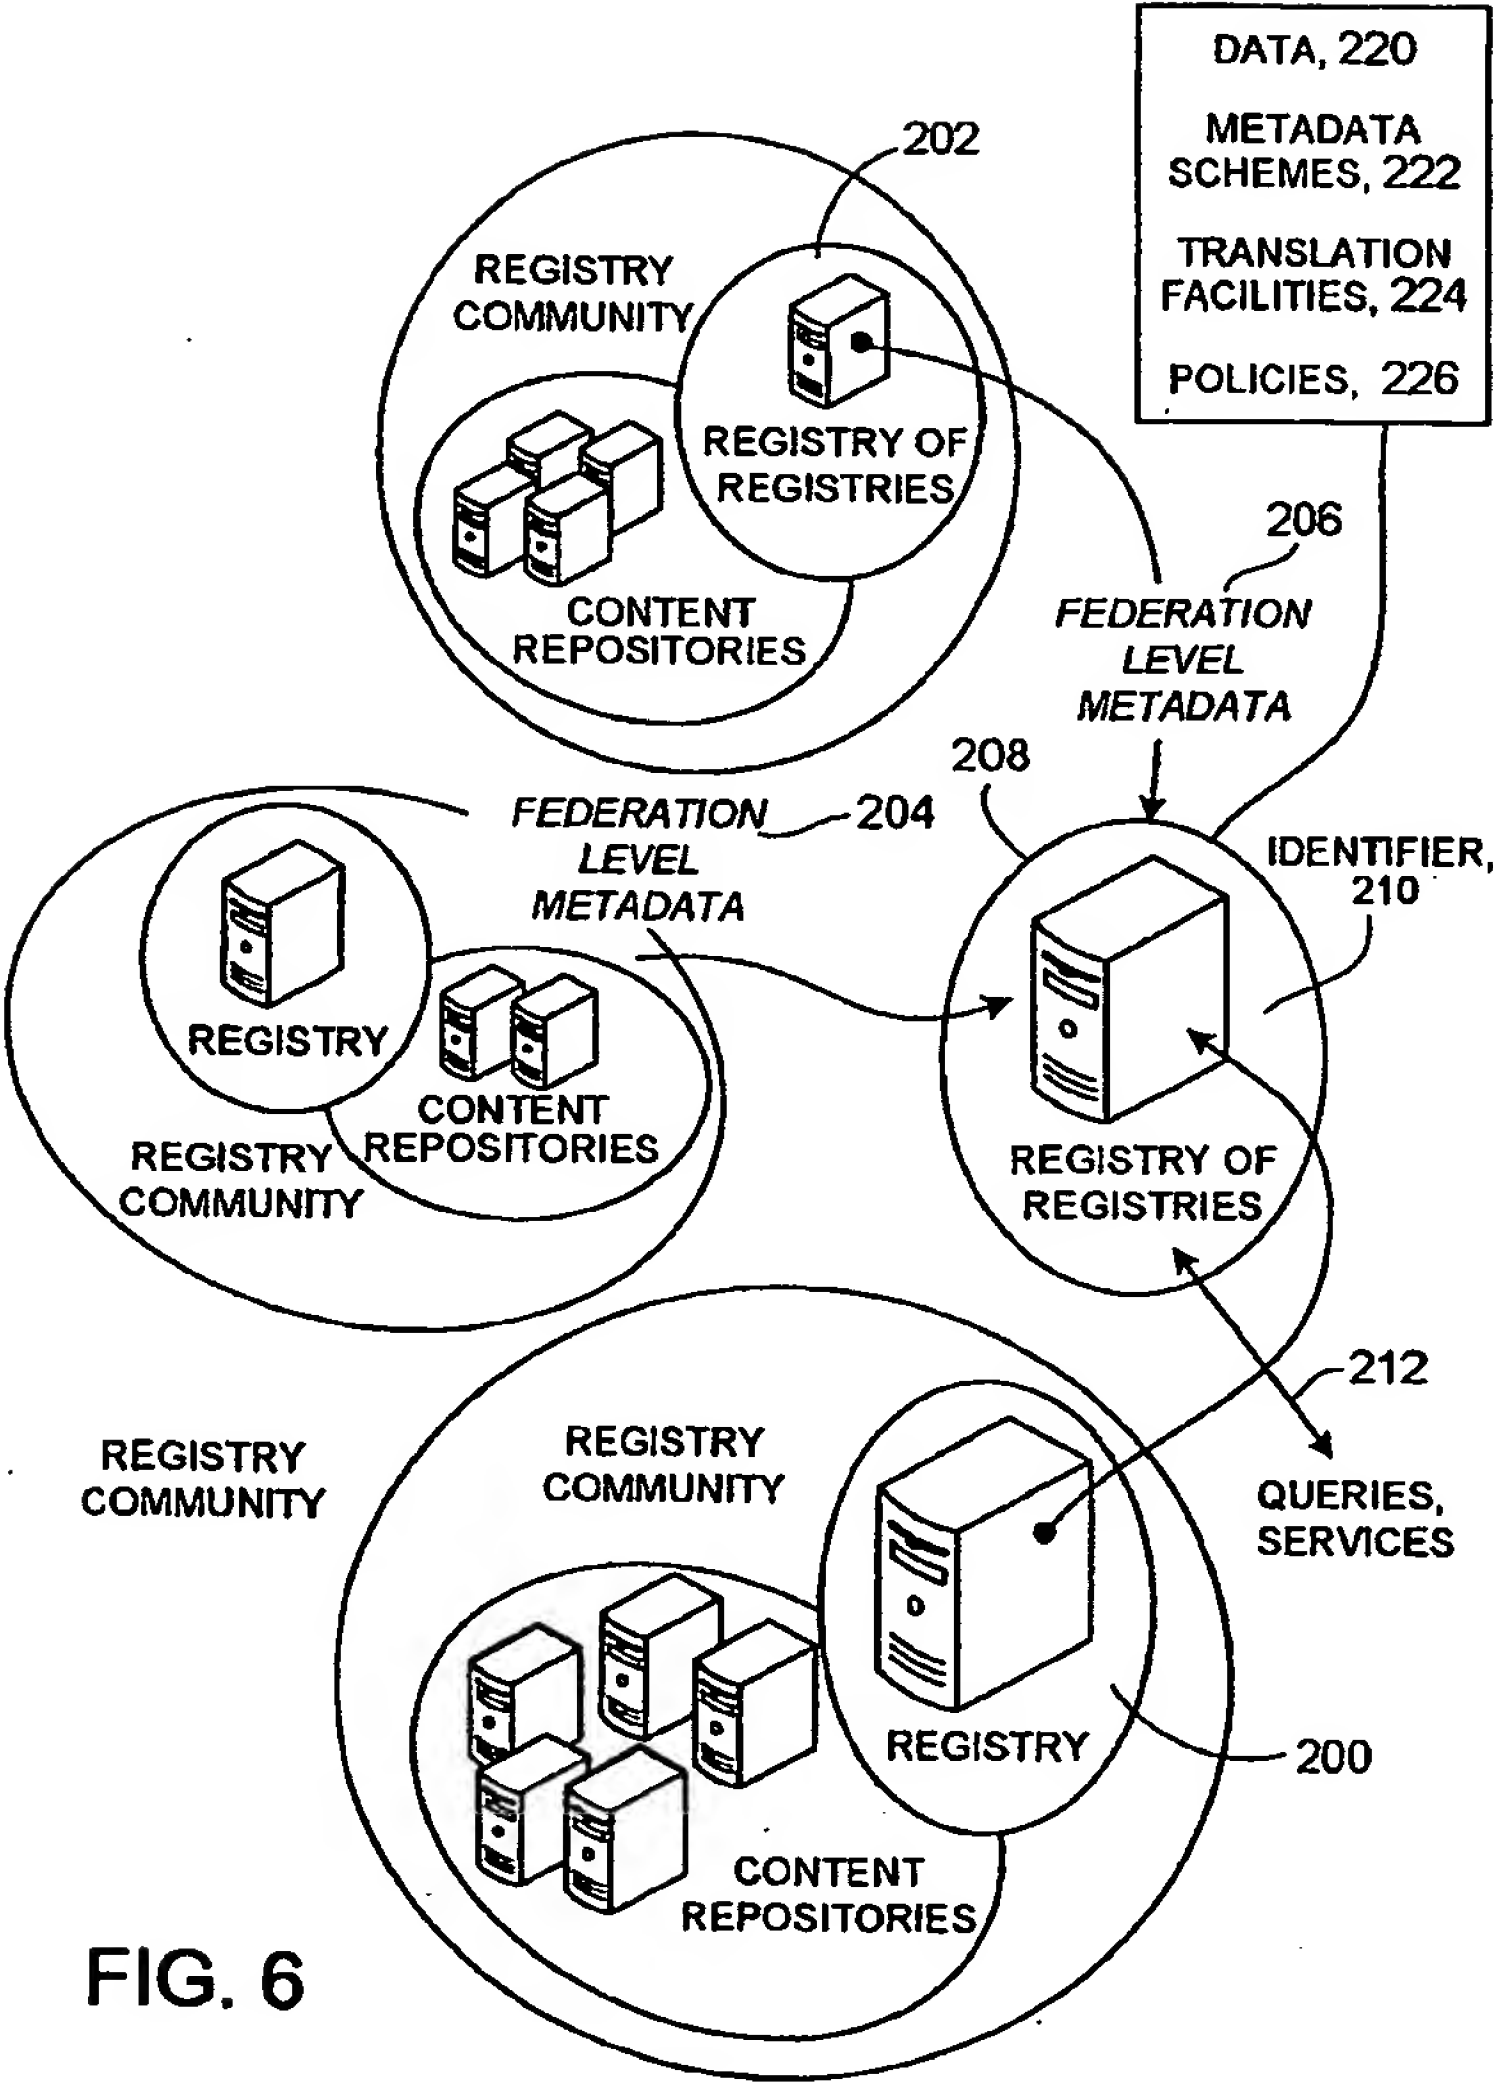 DATA, 220
METADATA
SCHEMES, 222
TRANSLATION
FACILITIES, 224
POLICIES, 226
202
REGISTRY
COMMUNITY
REGISTRY OF
REGISTRIES
CONTENT
REPOSITORIES
206
FEDERATION
LEVEL
METADATA
208
FEDERATION
LEVEL
METADATA
204
IDENTIFIER,
210
REGISTRY
CONTENT
REPOSITORIES
REGISTRY
COMMUNITY
REGISTRY OF
REGISTRIES
212
QUERIES,
SERVICES
REGISTRY
COMMUNITY
REGISTRY
COMMUNITY
REGISTRY
200
CONTENT
REPOSITORIES
FIG. 6